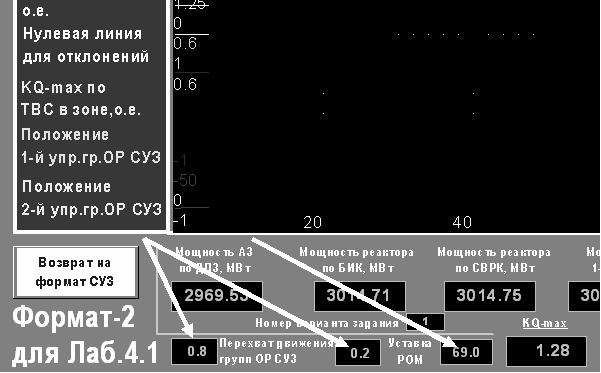 о.е.
Нулевая линия
для отклонений
KQ-max по
ТВС в зоне,о.е.
Положение
1-й упр.гр.ОР СУЗ
Положение
2-й упр.гр.ОР СУЗ
1.25
0
0.6
1
0.6
-1
-50
0
-1
20
40
Возврат на
формат СУЗ
Формат-2
для Лаб.4.1
Мощность АЗ
по ДПЗ, МВт
2969.53
Мощность реактора
по БИК, МВт
3014.71
Мощность реактора
по СВРК, МВт
3014.75
1-
30
Номер варианта задания
1
0.8
Перехват движения
групп ОР СУЗ
0.2
Уставка
РОМ
69.0
KQ-max
1.28